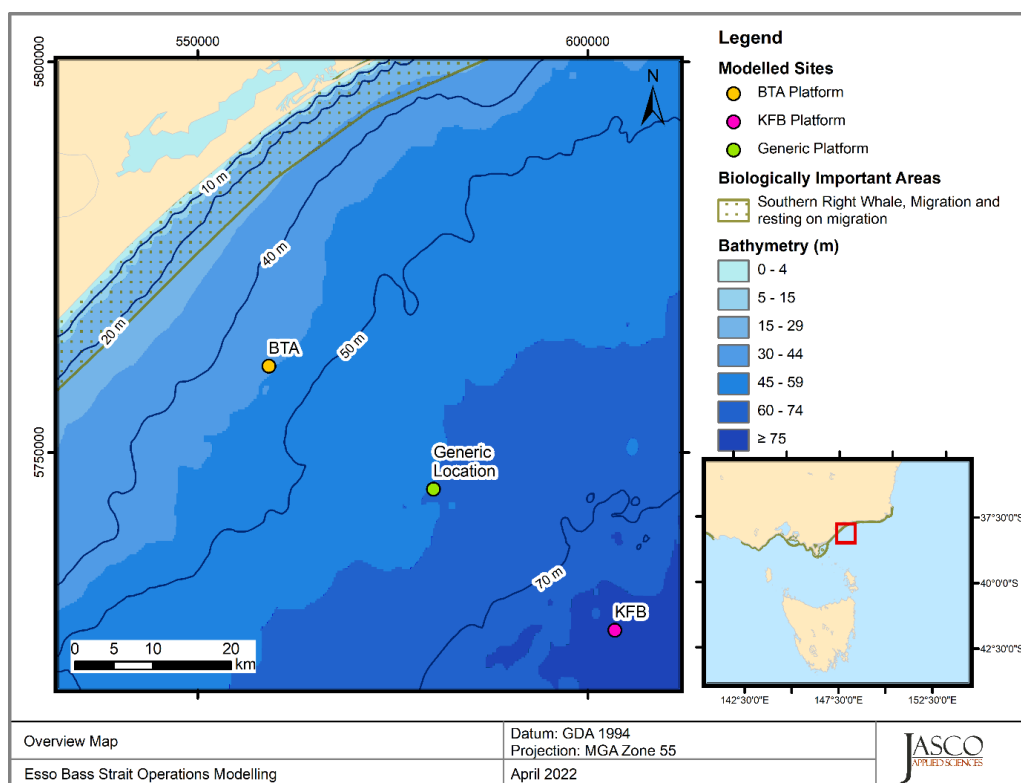 550000
600000
5800000
5750000
N
10 m
20 m
40 m
50 m
70 m
BTA
Generic
Location
KFB
0 5 10 20
km
Legend
Modelled Sites
BTA Platform
KFB Platform
Generic Platform
Biologically Important Areas
Southern Right Whale, Migration and
resting on migration
Bathymetry (m)
0 - 4
5 - 15
15 - 29
30 - 44
45 - 59
60 - 74
≥ 75
37°30'0"S
40°0'0"S
42°30'0"S
142°30'0"E
147°30'0"E
152°30'0"E
Overview Map
Datum: GDA 1994
Projection: MGA Zone 55
Esso Bass Strait Operations Modelling
April 2022
JASCO
APPLIED SCIENCES